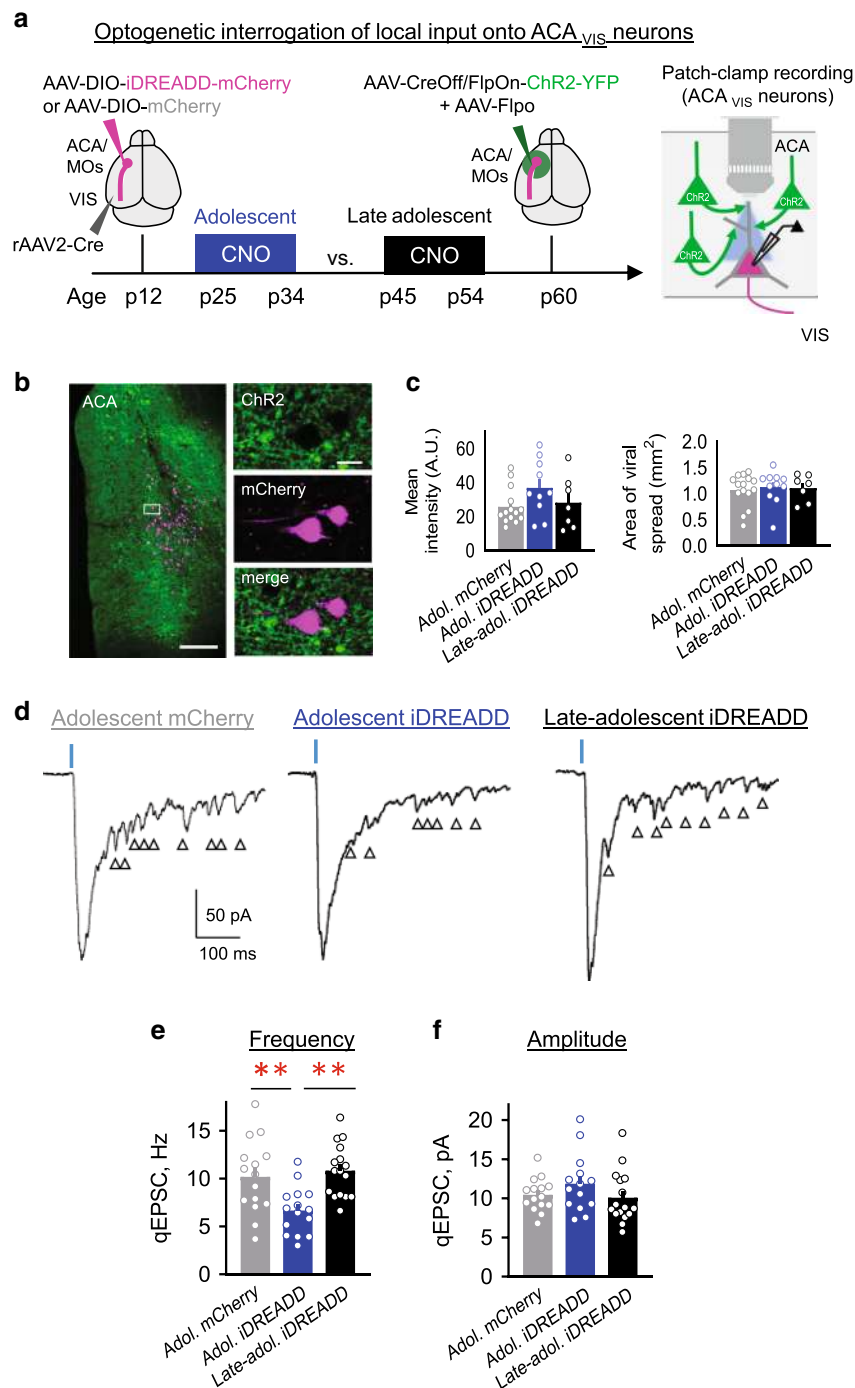 a
Optogenetic interrogation of local input onto ACA VIS neurons
AAV-DIO-iDREADD-mCherry
or AAV-DIO-mCherry
AAV-CreOff/FlpOn-ChR2-YFP
+ AAV-Flpo
Patch-clamp recording
(ACA VIS neurons)
ACA/
MOs
VIS
rAAV2-Cre
ACA/
MOs
ACA
ChR2
ChR2
ChR2
VIS
Adolescent
Late adolescent
CNO
vs.
CNO
Age
p12
p25
p34
p45
p54
p60
b
ACA
ChR2
mCherry
merge
c
Mean
intensity (A.U.)
60
40
20
0
Adol. mCherry
Adol. iDREADD
Late-adol. iDREADD
Area of viral
spread (mm2)
2.0
1.5
1.0
0.5
0.0
Adol. mCherry
Adol. iDREADD
Late-adol. iDREADD
d
Adolescent mCherry
Adolescent iDREADD
Late-adolescent iDREADD
50 pA
100 ms
e
Frequency
** **
qEPSC, Hz
15
10
5
0
Adol. mCherry
Adol. iDREADD
Late-adol. iDREADD
f
Amplitude
qEPSC, pA
20
15
10
5
0
Adol. mCherry
Adol. iDREADD
Late-adol. iDREADD